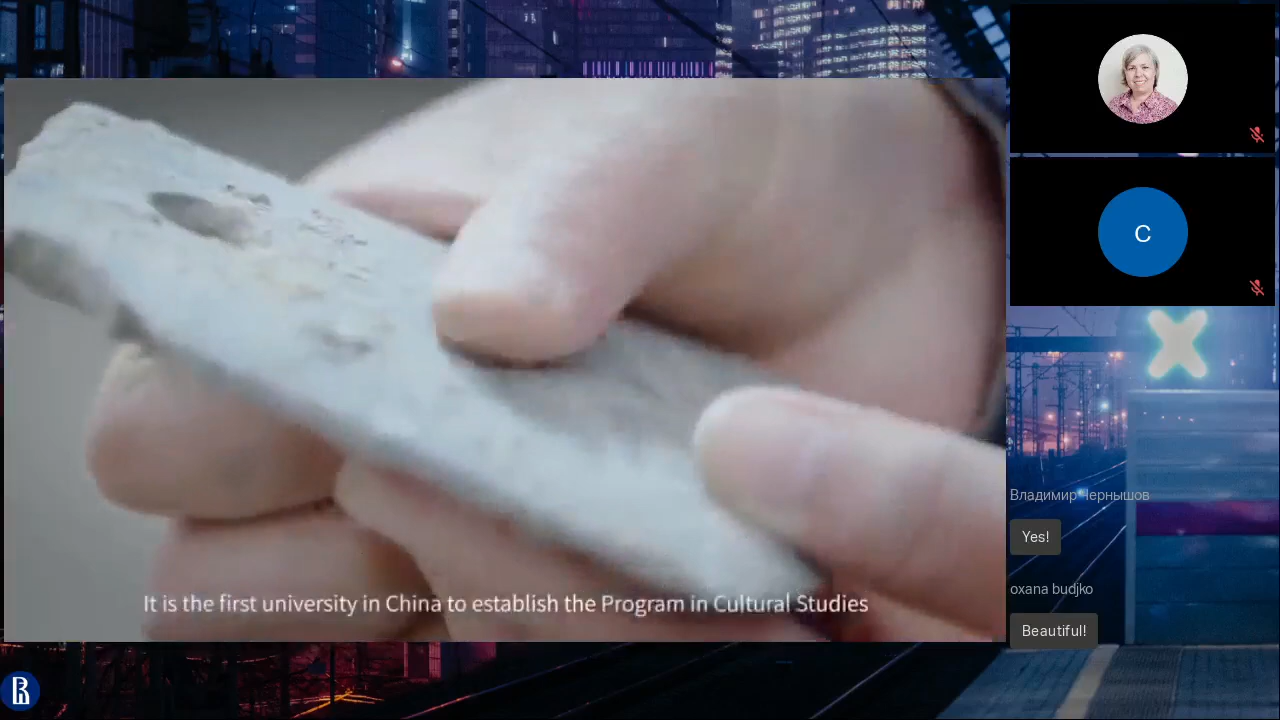 It is the first university in China to establish the Program in Cultural Studies
C
Владимир Чернышов
Yes!
oxana budjko
Beautiful!